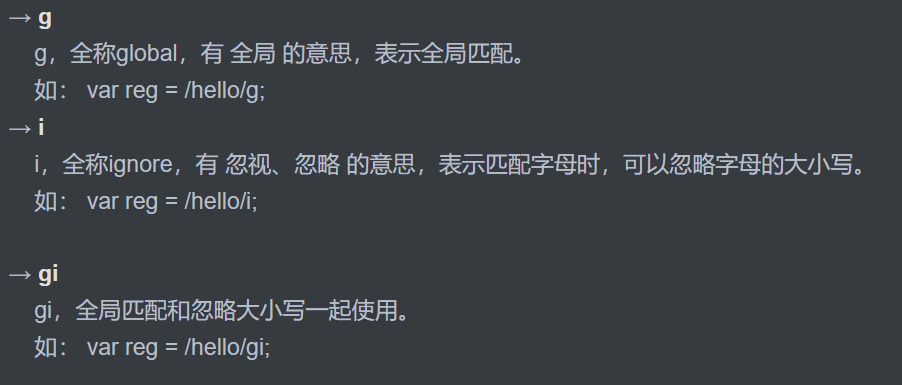 → g
g，全称global，有 全局 的意思，表示全局匹配。
如： var reg = /hello/g;
→ i
i，全称ignore，有 忽视、忽略 的意思，表示匹配字母时，可以忽略字母的大小写。
如： var reg = /hello/i;
→ gi
gi，全局匹配和忽略大小写一起使用。
如： var reg = /hello/gi;